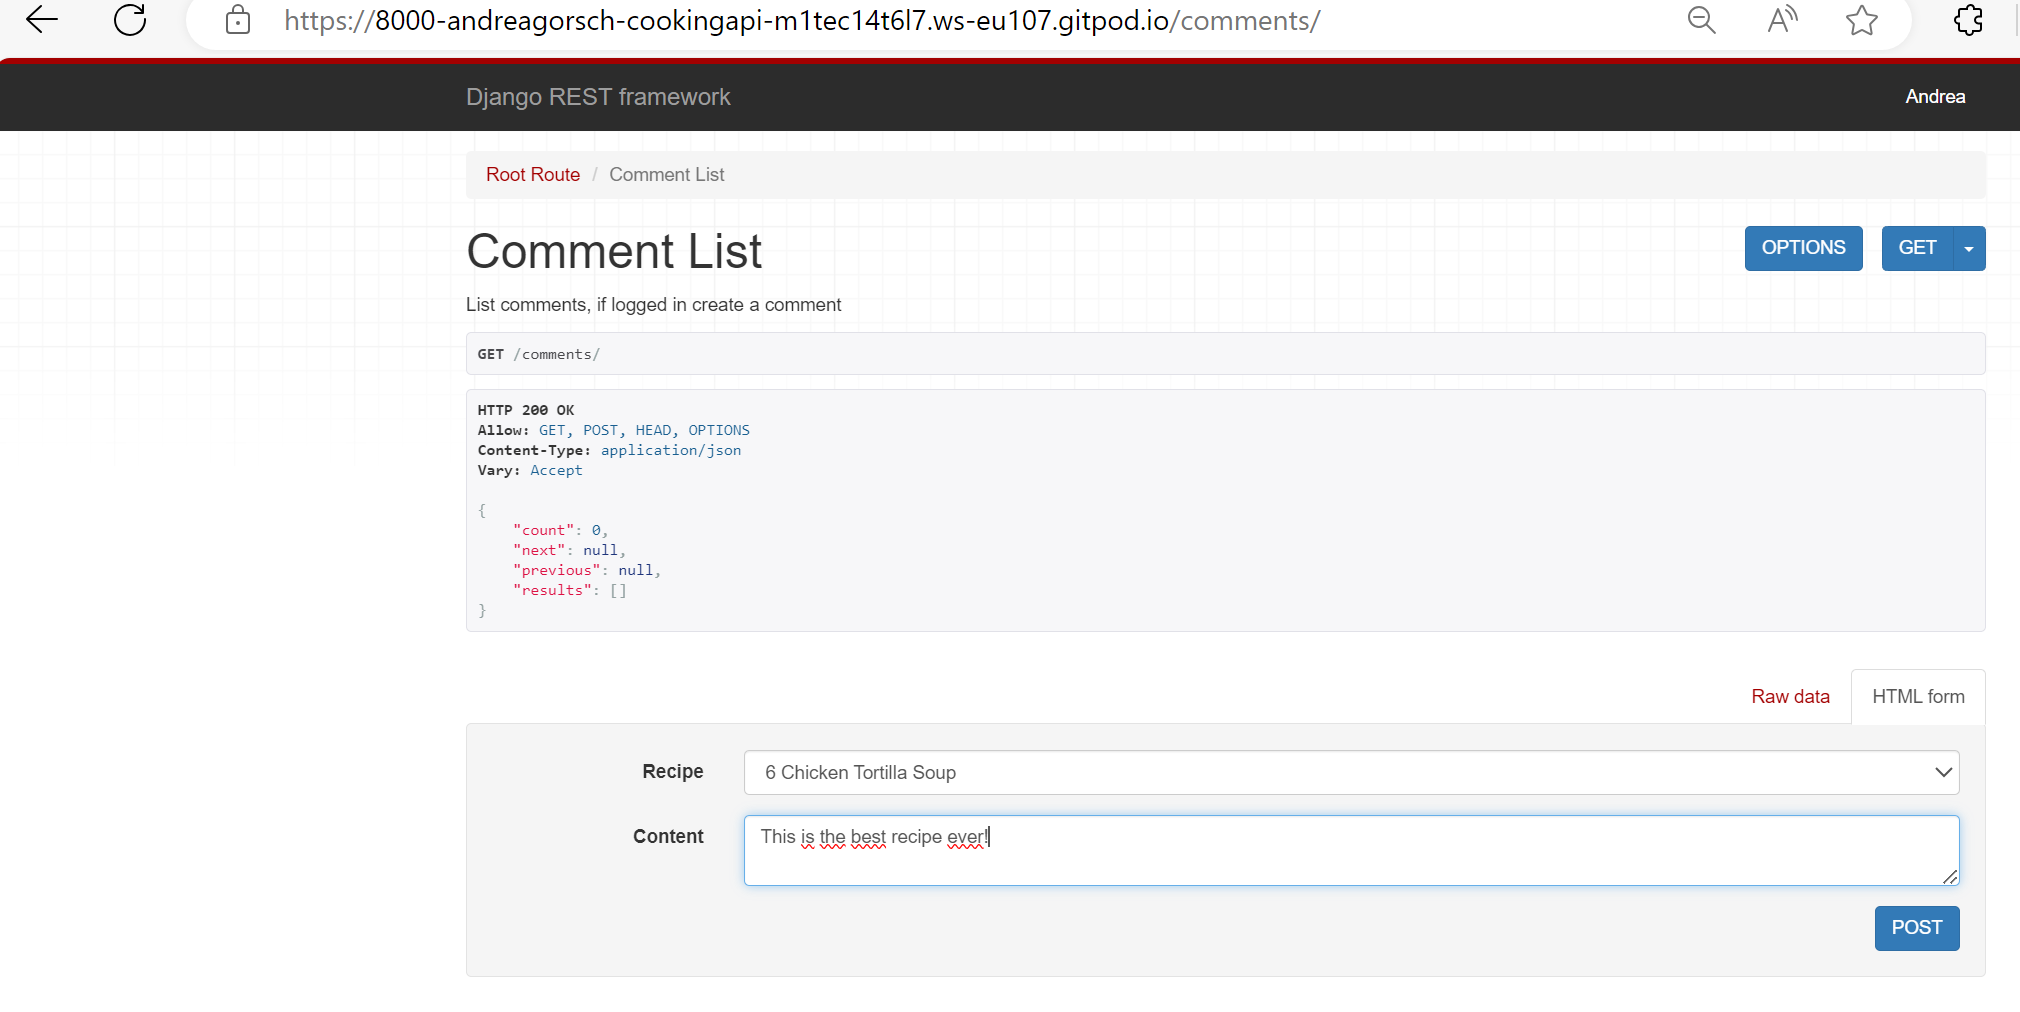 https://8000-andreagorsch-cookingapi-m1tec14t6l7.ws-eu107.gitpod.io/comments/
Django REST framework
Andrea
Root Route / Comment List
Comment List
OPTIONS
GET
List comments, if logged in create a comment
GET /comments/
HTTP 200 OK
Allow: GET, POST, HEAD, OPTIONS
Content-Type: application/json
Vary: Accept
{
"count": 0,
"next": null,
"previous": null,
"results": []
}
Raw data
HTML form
Recipe
6 Chicken Tortilla Soup
Content
This is the best recipe ever!
POST